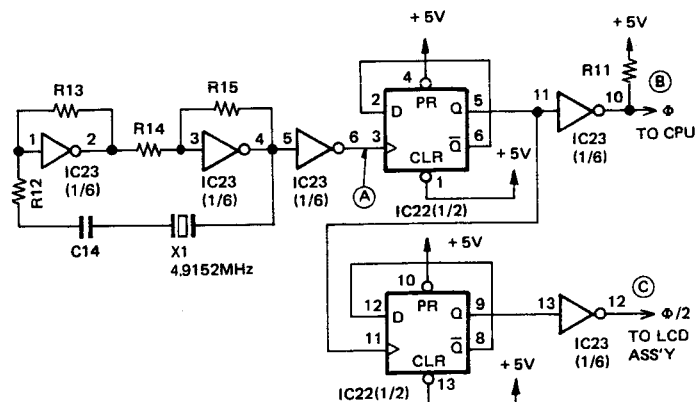 +5V
4
2 D PR Q 5
3 CLR Q̅ 6
1
+5V
IC22(1/2)
+5V
R11
11 10 B
Φ
TO CPU
IC23
(1/6)
R13
1 2
IC23
(1/6)
R12
R14
R15
3 4
IC23
(1/6)
5 6
IC23
(1/6)
A
C14
X1
4.9152MHz
+5V
10
12 D PR Q 9
11 CLR Q̅ 8
IC22(1/2) 13
13 12 C
Φ/2
TO LCD
ASS'Y
IC23
(1/6)
+5V